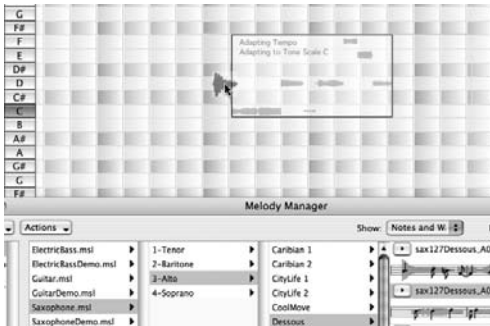 G
F#
F
Adapting Tempo
E
Adapting to Tone Scale C
D#
D
C#
C
B
A#
A
G#
G
F#
Melody Manager
Actions
Show: Notes and W
ElectricBass.msl
1-Tenor
Caribian 1
sax127Dessous_A0
ElectricBassDemo.msl
2-Baritone
Caribian 2
Guitar.msl
3-Alto
CityLife 1
GuitarDemo.msl
4-Soprano
CityLife 2
sax127Dessous_A0
Saxophone.msl
CoolMove
SaxophoneDemo.msl
Dessous